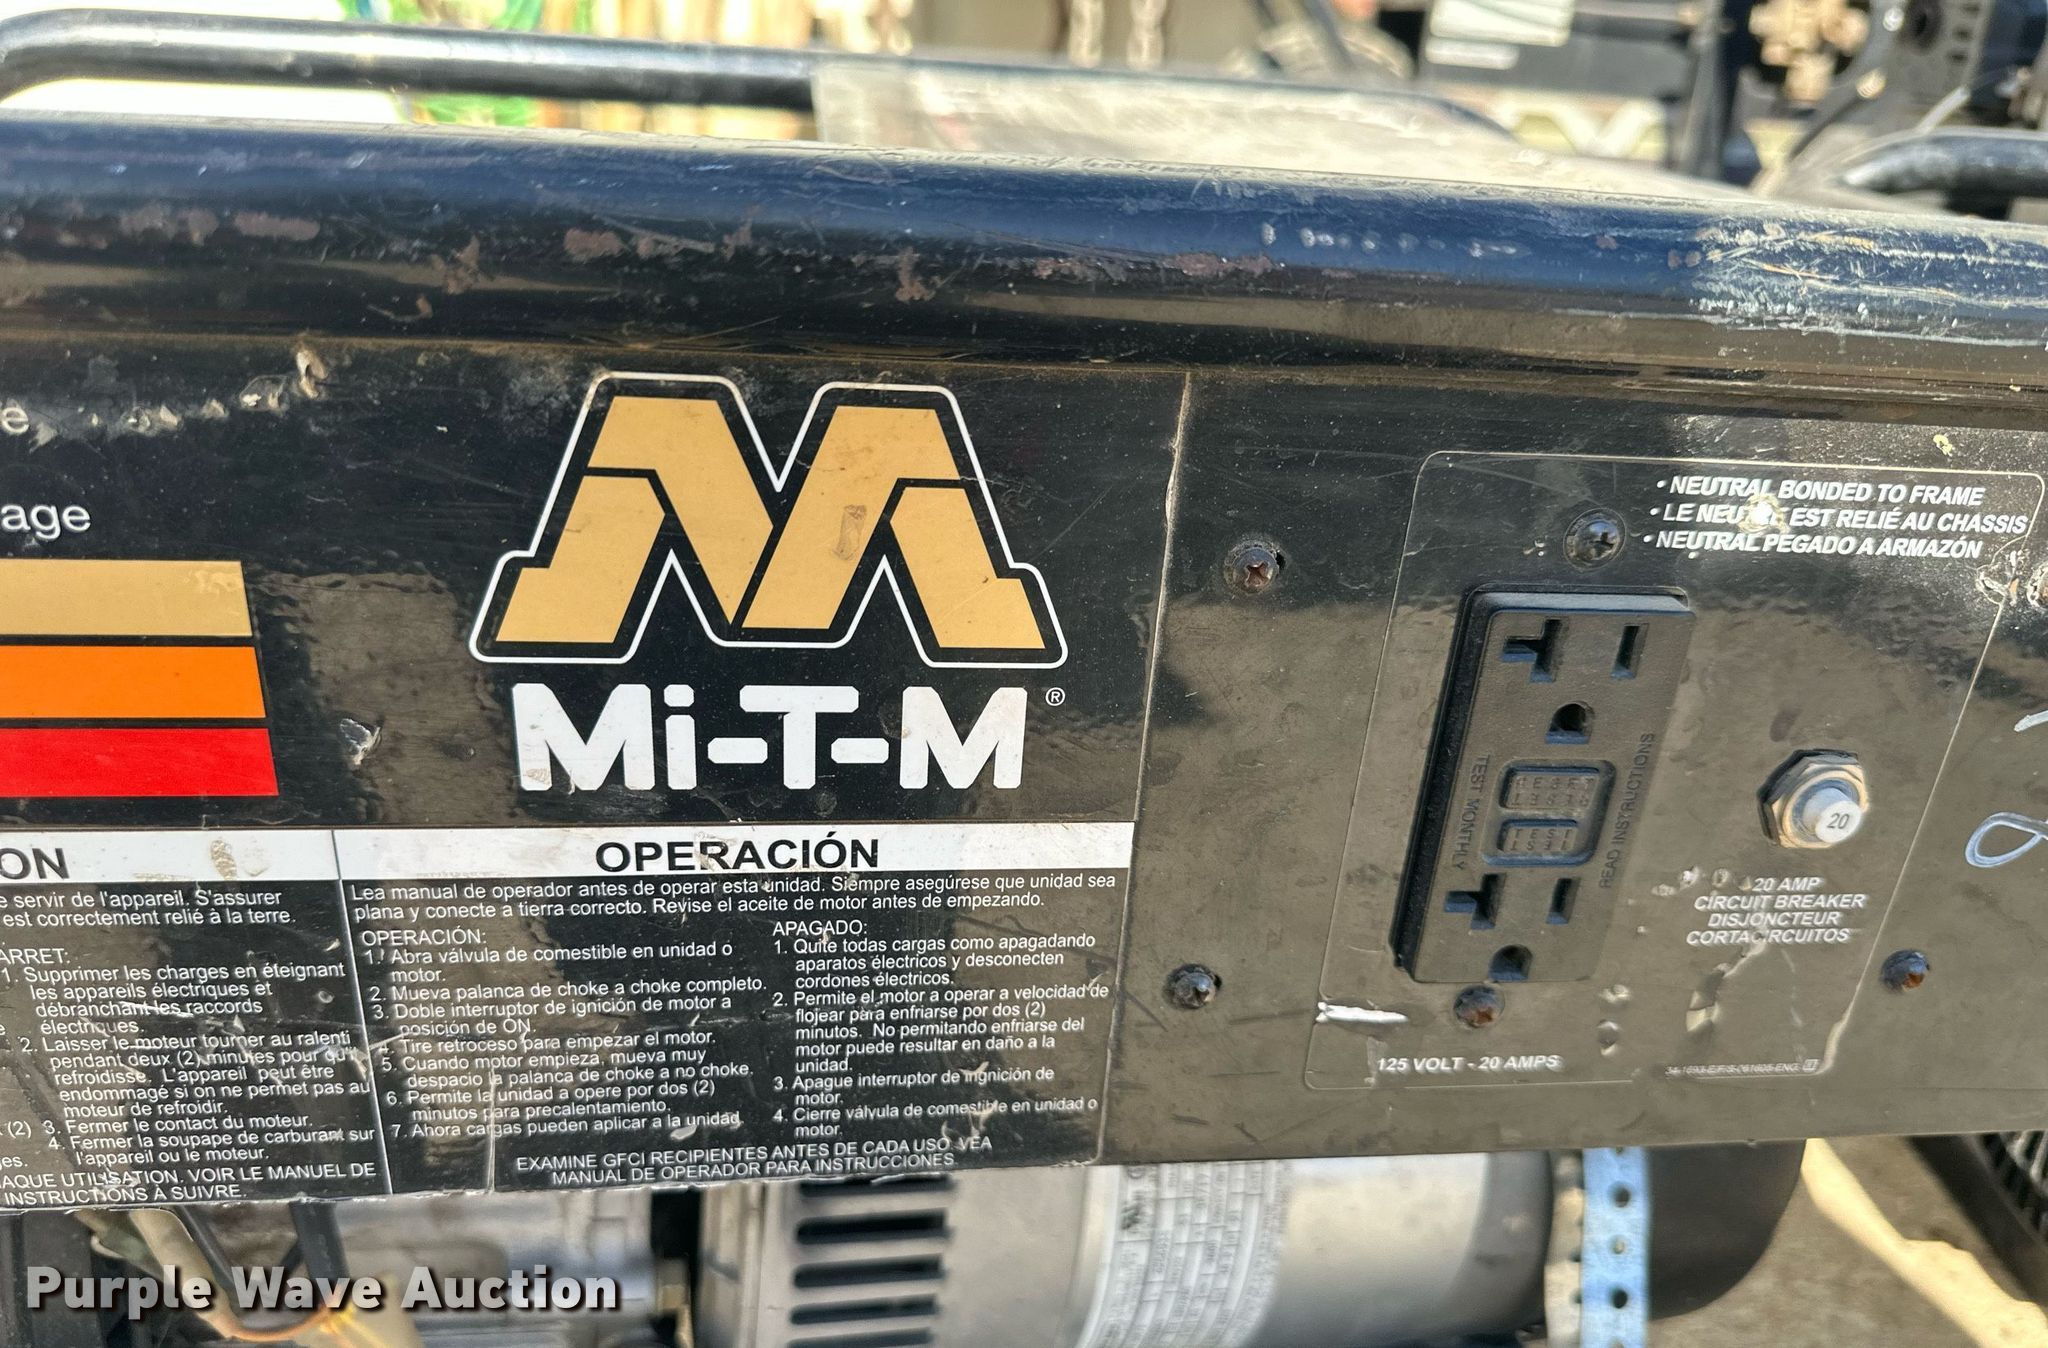 e
age
Mi-T-M®
ON
e servir de l'appareil. S'assurer
est correctement relié à la terre.
ARRET:
1. Supprimer les charges en éteignant
les appareils électriques et
débranchant les raccords
électriques.
2. Laisser le moteur tourner au ralenti
pendant deux (2) minutes pour qu'il
refroidisse. L'appareil peut être
endommagé si on ne permet pas au
moteur de refroidir.
(2) 3. Fermer le contact du moteur.
4. Fermer la soupape de carburant sur
l'appareil ou le moteur.
ges.
AQUE UTILISATION. VOIR LE MANUEL DE
INSTRUCTIONS À SUIVRE.
OPERACIÓN
Lea manual de operador antes de operar esta unidad. Siempre asegúrese que unidad sea
plana y conecte a tierra correcto. Revise el aceite de motor antes de empezando.
OPERACIÓN:
1. Abra válvula de comestible en unidad o
motor.
2. Mueva palanca de choke a choke completo.
3. Doble interruptor de ignición de motor a
posición de ON.
4. Tire retroceso para empezar el motor.
5. Cuando motor empieza, mueva muy
despacio la palanca de choke a no choke.
6. Permite la unidad a opere por dos (2)
minutos para precalentamiento.
7. Ahora cargas pueden aplicar a la unidad.
APAGADO:
1. Quite todas cargas como apagadando
aparatos électricos y desconecten
cordones électricos.
2. Permite el motor a operar a velocidad de
flojear para enfriarse por dos (2)
minutos. No permitando enfriarse del
motor puede resultar en daño a la
unidad.
3. Apague interruptor de ingnición de
motor.
4. Cierre válvula de comestible en unidad o
motor.
EXAMINE GFCI RECIPIENTES ANTES DE CADA USO. VEA
MANUAL DE OPERADOR PARA INSTRUCCIONES
• NEUTRAL BONDED TO FRAME
• LE NEUTRE EST RELIÉ AU CHASSIS
• NEUTRAL PEGADO A ARMAZÓN
TEST MONTHLY
READ INSTRUCTIONS
TEST
20
20 AMP
CIRCUIT BREAKER
DISJONCTEUR
CORTACIRCUITOS
125 VOLT - 20 AMPS
Purple Wave Auction